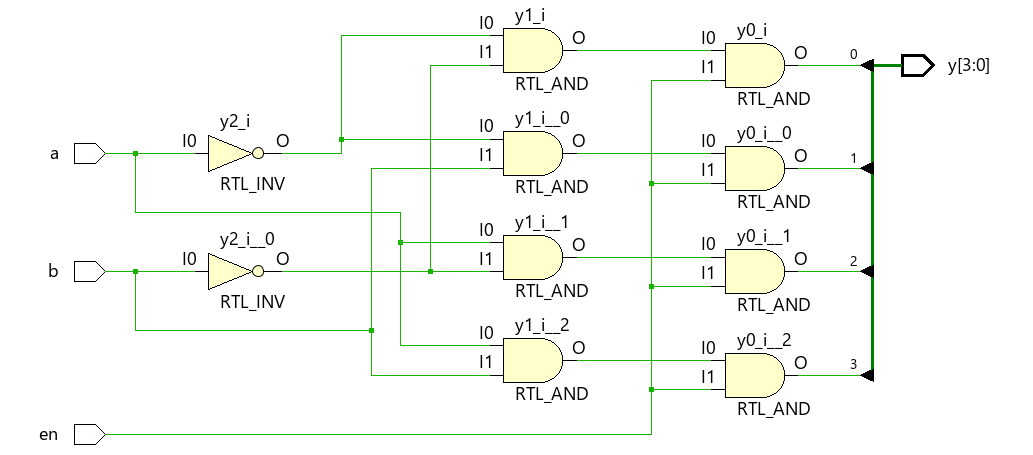 y1_i
I0
O
I1
RTL_AND
y0_i
I0
O
I1
RTL_AND
0
y[3:0]
y1_i__0
I0
O
I1
RTL_AND
y0_i__0
I0
O
I1
RTL_AND
1
a
y2_i
I0
O
RTL_INV
y1_i__1
I0
O
I1
RTL_AND
y0_i__1
I0
O
I1
RTL_AND
2
b
y2_i__0
I0
O
RTL_INV
y1_i__2
I0
O
I1
RTL_AND
y0_i__2
I0
O
I1
RTL_AND
3
en